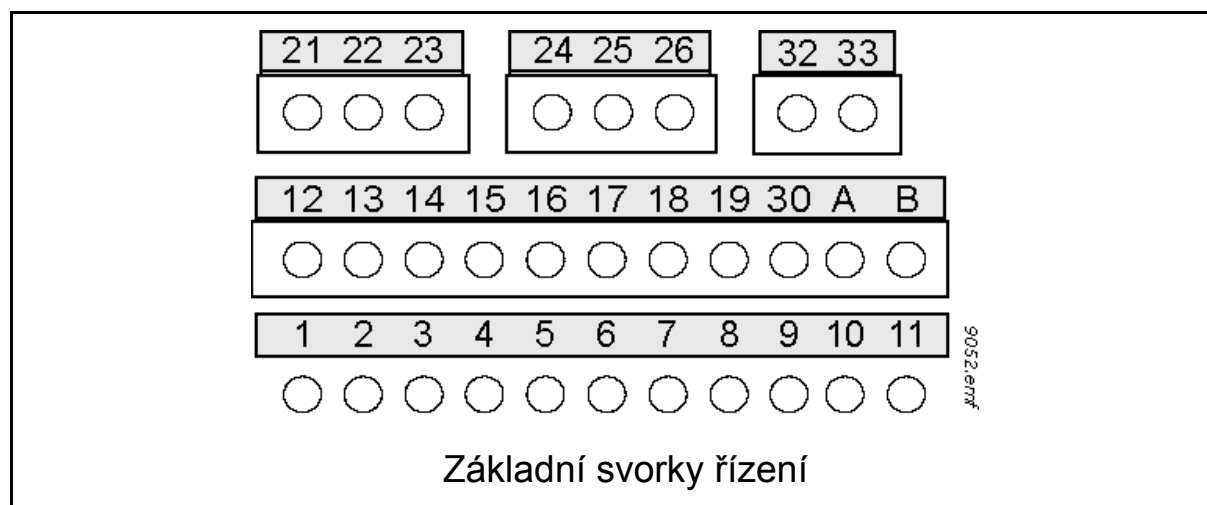 21 22 23 24 25 26 32 33
12 13 14 15 16 17 18 19 30 A B
1 2 3 4 5 6 7 8 9 10 11
9052.emf
Základní svorky řízení